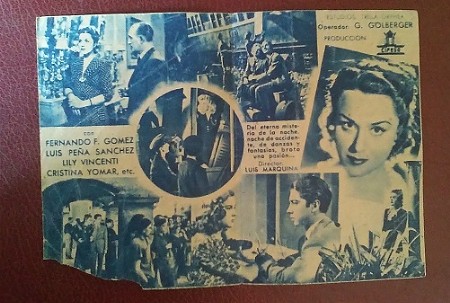 Operador: G. GOLBERGER
PRODUCCIÓN
CIFESA
con
FERNANDO F. GOMEZ
LUIS PEÑA SANCHEZ
LILY VINCENTI
CRISTINA YOMAR, etc.
Del eterno miste-
rio de la noche,
noche de acciden-
te, de danzas y
fantasías, brota
una pasión...
Director:
LUIS MARQUINA